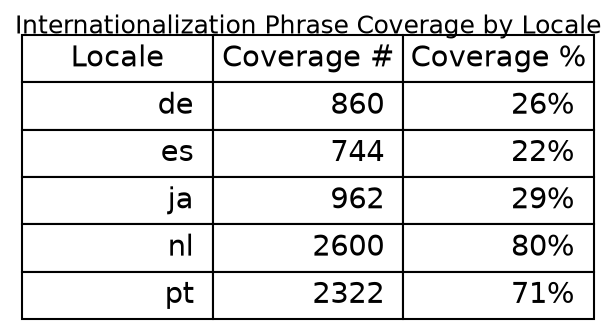 Internationalization Phrase Coverage by Locale
Locale Coverage # Coverage %
de 860 26%
es 744 22%
ja 962 29%
nl 2600 80%
pt 2322 71%